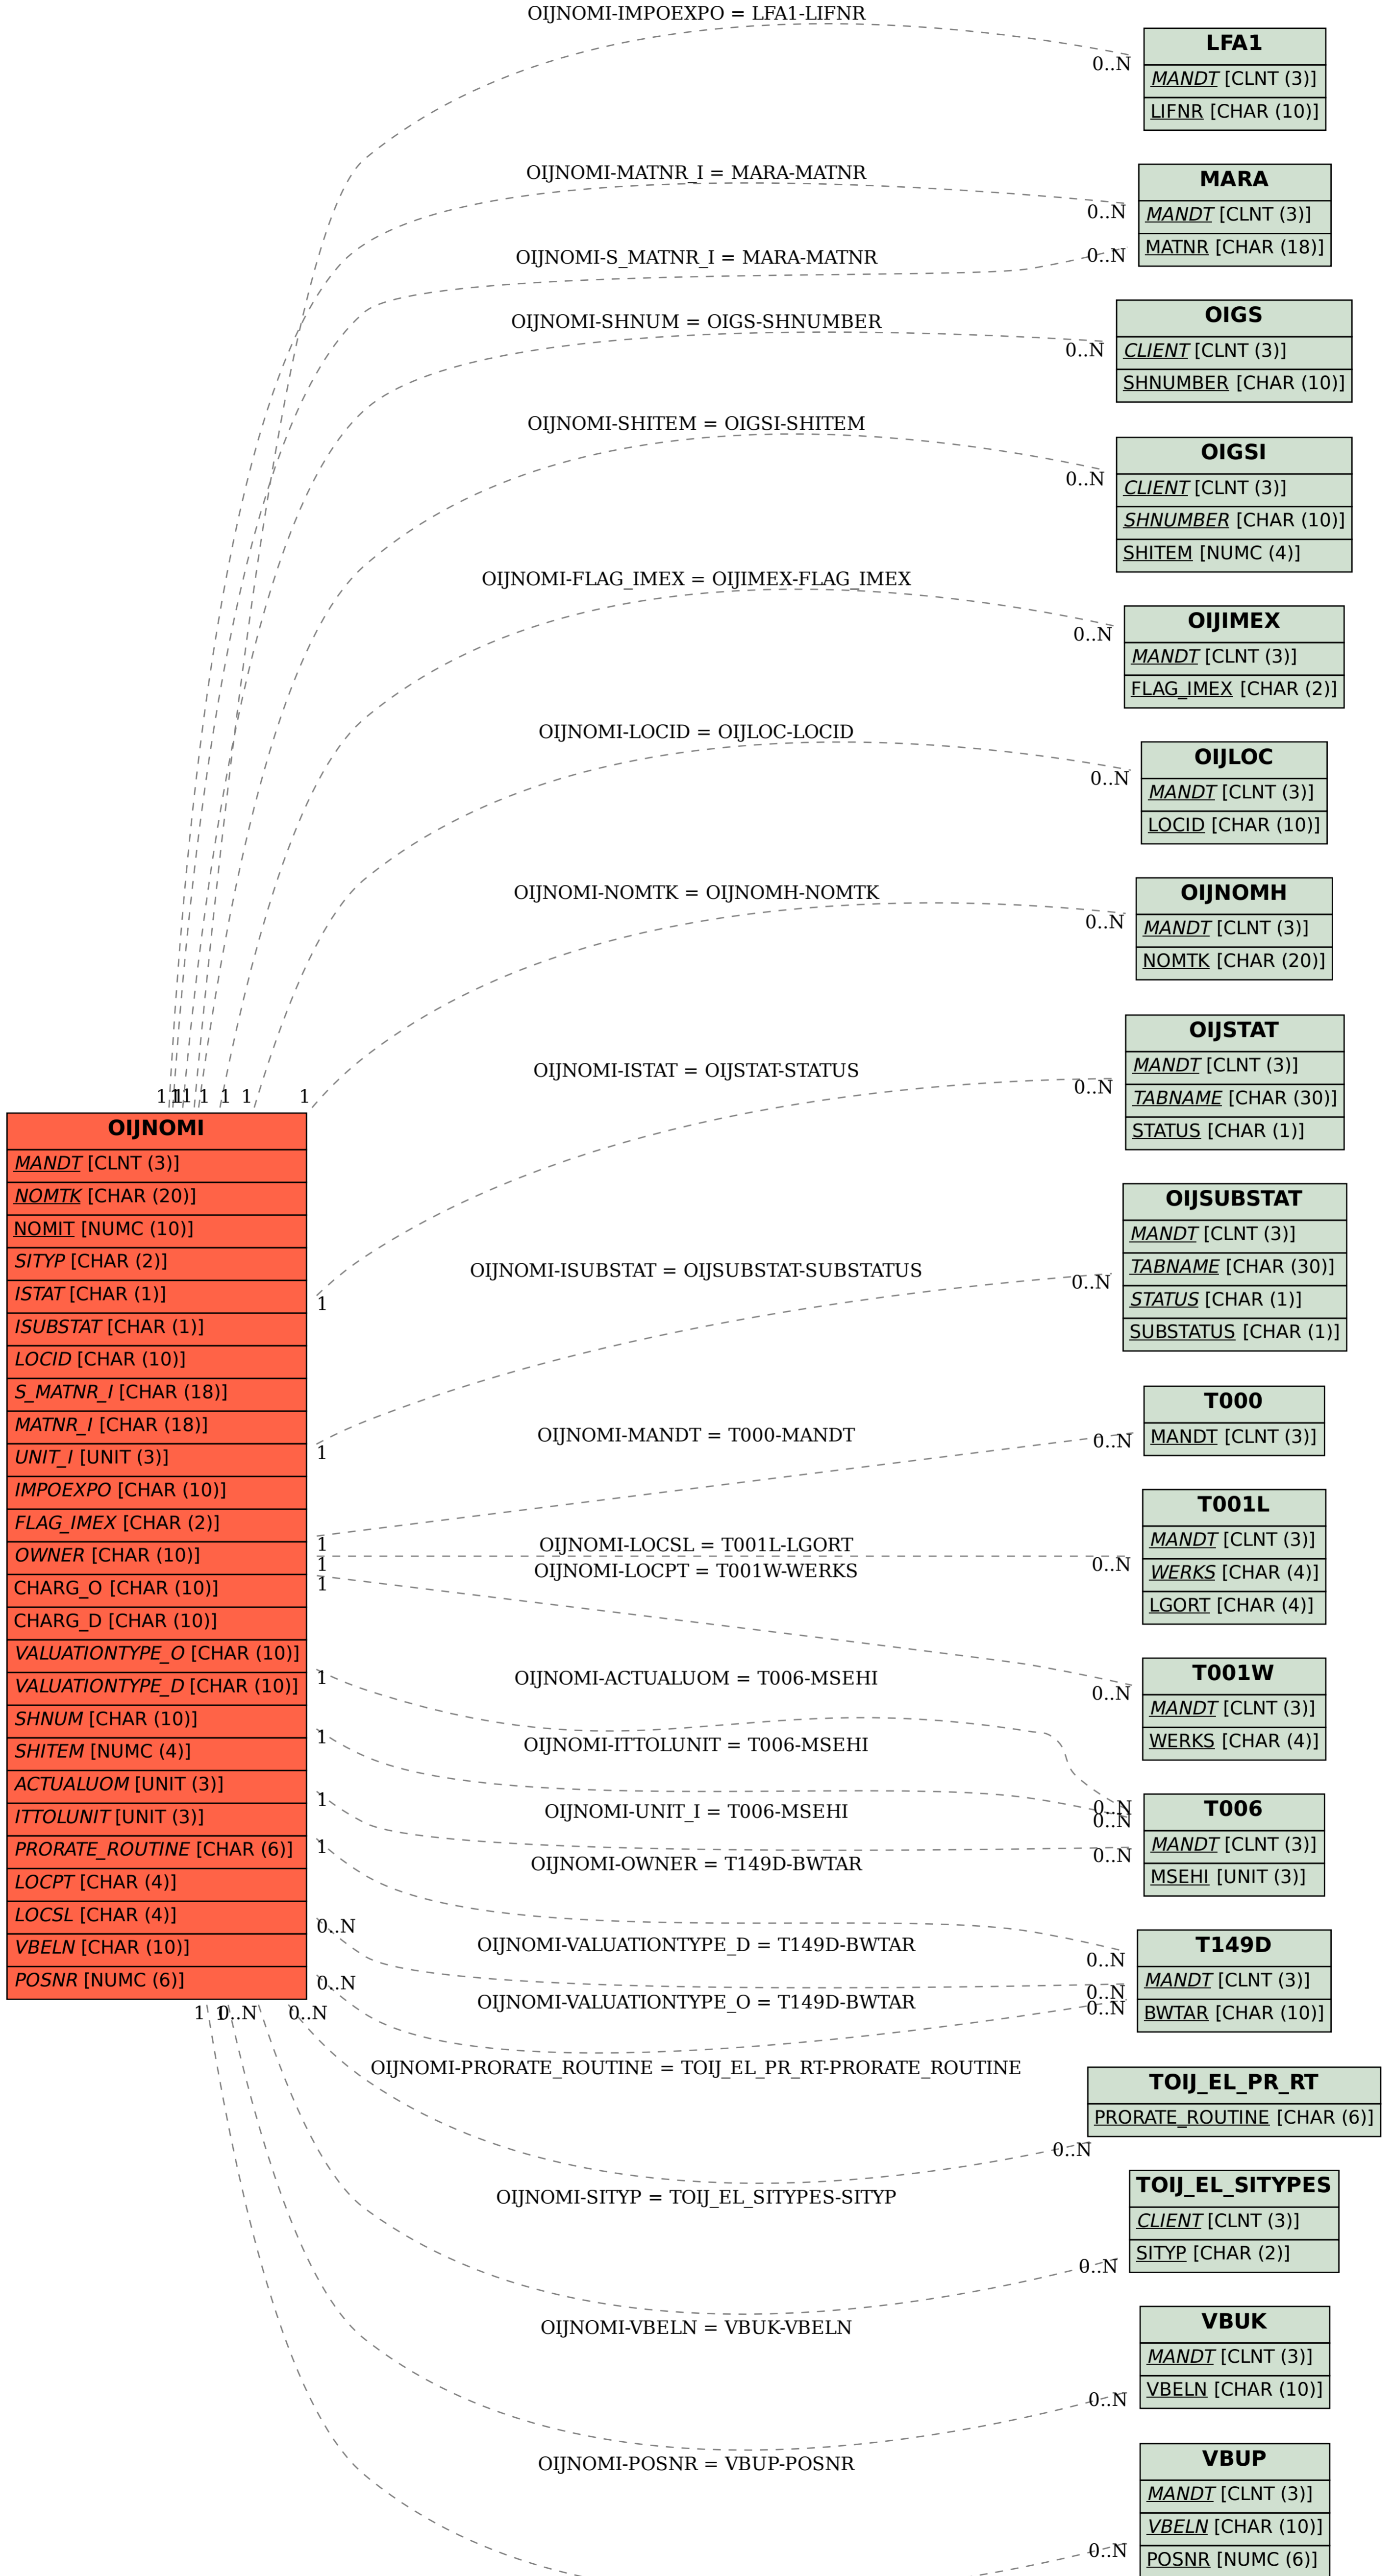 OIJNOMI-IMPOEXPO = LFA1-LIFNR
0..N
LFA1
MANDT [CLNT (3)]
LIFNR [CHAR (10)]
OIJNOMI-MATNR_I = MARA-MATNR
0..N
OIJNOMI-S_MATNR_I = MARA-MATNR
0..N
MARA
MANDT [CLNT (3)]
MATNR [CHAR (18)]
OIJNOMI-SHNUM = OIGS-SHNUMBER
0..N
OIGS
CLIENT [CLNT (3)]
SHNUMBER [CHAR (10)]
OIJNOMI-SHITEM = OIGSI-SHITEM
0..N
OIGSI
CLIENT [CLNT (3)]
SHNUMBER [CHAR (10)]
SHITEM [NUMC (4)]
OIJNOMI-FLAG_IMEX = OIJIMEX-FLAG_IMEX
0..N
OIJIMEX
MANDT [CLNT (3)]
FLAG_IMEX [CHAR (2)]
OIJNOMI-LOCID = OIJLOC-LOCID
0..N
OIJLOC
MANDT [CLNT (3)]
LOCID [CHAR (10)]
OIJNOMI-NOMTK = OIJNOMH-NOMTK
0..N
OIJNOMH
MANDT [CLNT (3)]
NOMTK [CHAR (20)]
OIJNOMI-ISTAT = OIJSTAT-STATUS
0..N
OIJSTAT
MANDT [CLNT (3)]
TABNAME [CHAR (30)]
STATUS [CHAR (1)]
1 1 1 1 1 1 1 1
OIJNOMI
MANDT [CLNT (3)]
NOMTK [CHAR (20)]
NOMIT [NUMC (10)]
SITYP [CHAR (2)]
ISTAT [CHAR (1)]
ISUBSTAT [CHAR (1)]
LOCID [CHAR (10)]
S_MATNR_I [CHAR (18)]
MATNR_I [CHAR (18)]
UNIT_I [UNIT (3)]
IMPOEXPO [CHAR (10)]
FLAG_IMEX [CHAR (2)]
OWNER [CHAR (10)]
CHARG_O [CHAR (10)]
CHARG_D [CHAR (10)]
VALUATIONTYPE_O [CHAR (10)]
VALUATIONTYPE_D [CHAR (10)]
SHNUM [CHAR (10)]
SHITEM [NUMC (4)]
ACTUALUOM [UNIT (3)]
ITTOLUNIT [UNIT (3)]
PRORATE_ROUTINE [CHAR (6)]
LOCPT [CHAR (4)]
LOCSL [CHAR (4)]
VBELN [CHAR (10)]
POSNR [NUMC (6)]
1
1
1
1
1
1
1
1
1
0..N
0..N
1 1 0..N 0..N
OIJNOMI-ISUBSTAT = OIJSUBSTAT-SUBSTATUS
0..N
OIJSUBSTAT
MANDT [CLNT (3)]
TABNAME [CHAR (30)]
STATUS [CHAR (1)]
SUBSTATUS [CHAR (1)]
OIJNOMI-MANDT = T000-MANDT
0..N
T000
MANDT [CLNT (3)]
OIJNOMI-LOCSL = T001L-LGORT
0..N
T001L
MANDT [CLNT (3)]
WERKS [CHAR (4)]
LGORT [CHAR (4)]
OIJNOMI-LOCPT = T001W-WERKS
0..N
T001W
MANDT [CLNT (3)]
WERKS [CHAR (4)]
OIJNOMI-ACTUALUOM = T006-MSEHI
0..N
OIJNOMI-ITTOLUNIT = T006-MSEHI
0..N
OIJNOMI-UNIT_I = T006-MSEHI
0..N
T006
MANDT [CLNT (3)]
MSEHI [UNIT (3)]
OIJNOMI-OWNER = T149D-BWTAR
0..N
OIJNOMI-VALUATIONTYPE_D = T149D-BWTAR
0..N
OIJNOMI-VALUATIONTYPE_O = T149D-BWTAR
0..N
T149D
MANDT [CLNT (3)]
BWTAR [CHAR (10)]
OIJNOMI-PRORATE_ROUTINE = TOIJ_EL_PR_RT-PRORATE_ROUTINE
0..N
TOIJ_EL_PR_RT
PRORATE_ROUTINE [CHAR (6)]
OIJNOMI-SITYP = TOIJ_EL_SITYPES-SITYP
0..N
TOIJ_EL_SITYPES
CLIENT [CLNT (3)]
SITYP [CHAR (2)]
OIJNOMI-VBELN = VBUK-VBELN
0..N
VBUK
MANDT [CLNT (3)]
VBELN [CHAR (10)]
OIJNOMI-POSNR = VBUP-POSNR
0..N
VBUP
MANDT [CLNT (3)]
VBELN [CHAR (10)]
POSNR [NUMC (6)]